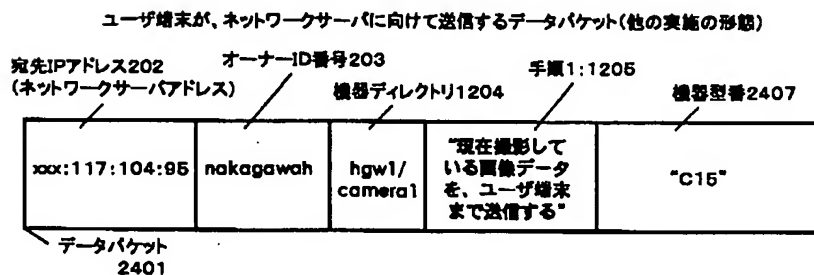 ユーザ端末が、ネットワークサーバに向けて送信するデータパケット(他の実施の形態)
宛先IPアドレス202
(ネットワークサーバアドレス)
オーナーID番号203
機器ディレクトリ1204
手順1:1205
機器型番2407
xxx:117:104:95
nakagawah
hgw1/
camera1
"現在撮影して
いる画像データ
を、ユーザ端末
まで送信する"
"C15"
データパケット
2401